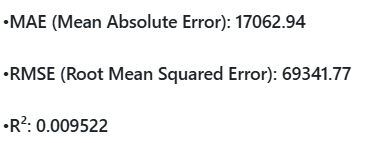 •MAE (Mean Absolute Error): 17062.94
•RMSE (Root Mean Squared Error): 69341.77
•R²: 0.009522